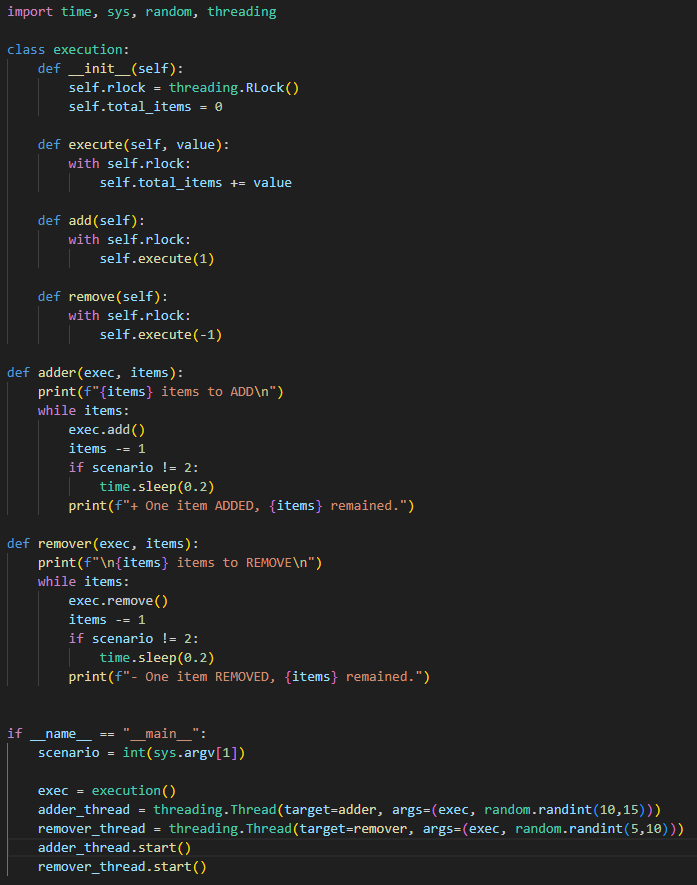 import time, sys, random, threading

class execution:
    def __init__(self):
        self.rlock = threading.RLock()
        self.total_items = 0

    def execute(self, value):
        with self.rlock:
            self.total_items += value

    def add(self):
        with self.rlock:
            self.execute(1)

    def remove(self):
        with self.rlock:
            self.execute(-1)

def adder(exec, items):
    print(f"{items} items to ADD\n")
    while items:
        exec.add()
        items -= 1
        if scenario != 2:
            time.sleep(0.2)
        print(f"+ One item ADDED, {items} remained.")

def remover(exec, items):
    print(f"\n{items} items to REMOVE\n")
    while items:
        exec.remove()
        items -= 1
        if scenario != 2:
            time.sleep(0.2)
        print(f"- One item REMOVED, {items} remained.")


if __name__ == "__main__":
    scenario = int(sys.argv[1])

    exec = execution()
    adder_thread = threading.Thread(target=adder, args=(exec, random.randint(10,15)))
    remover_thread = threading.Thread(target=remover, args=(exec, random.randint(5,10)))
    adder_thread.start()
    remover_thread.start()